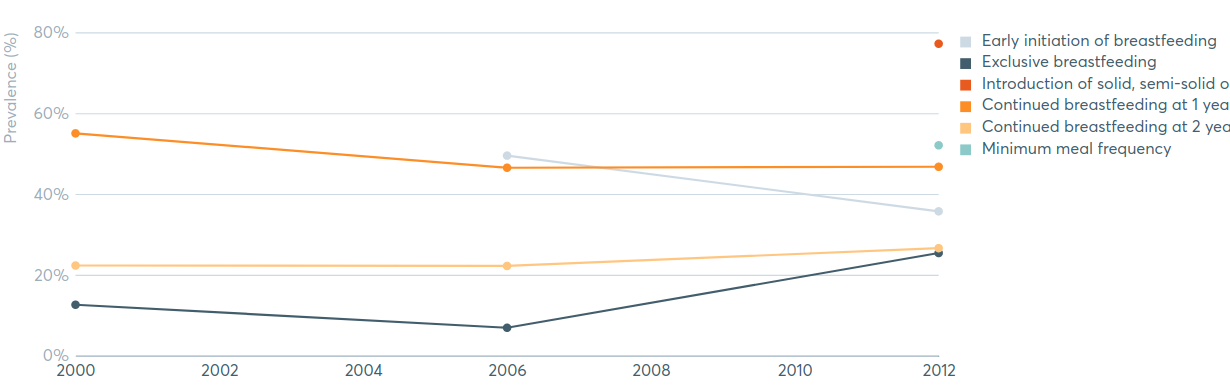 Prevalence (%)
80%
60%
40%
20%
0%
2000 2002 2004 2006 2008 2010 2012
Early initiation of breastfeeding
Exclusive breastfeeding
Introduction of solid, semi-solid o
Continued breastfeeding at 1 yea
Continued breastfeeding at 2 yea
Minimum meal frequency